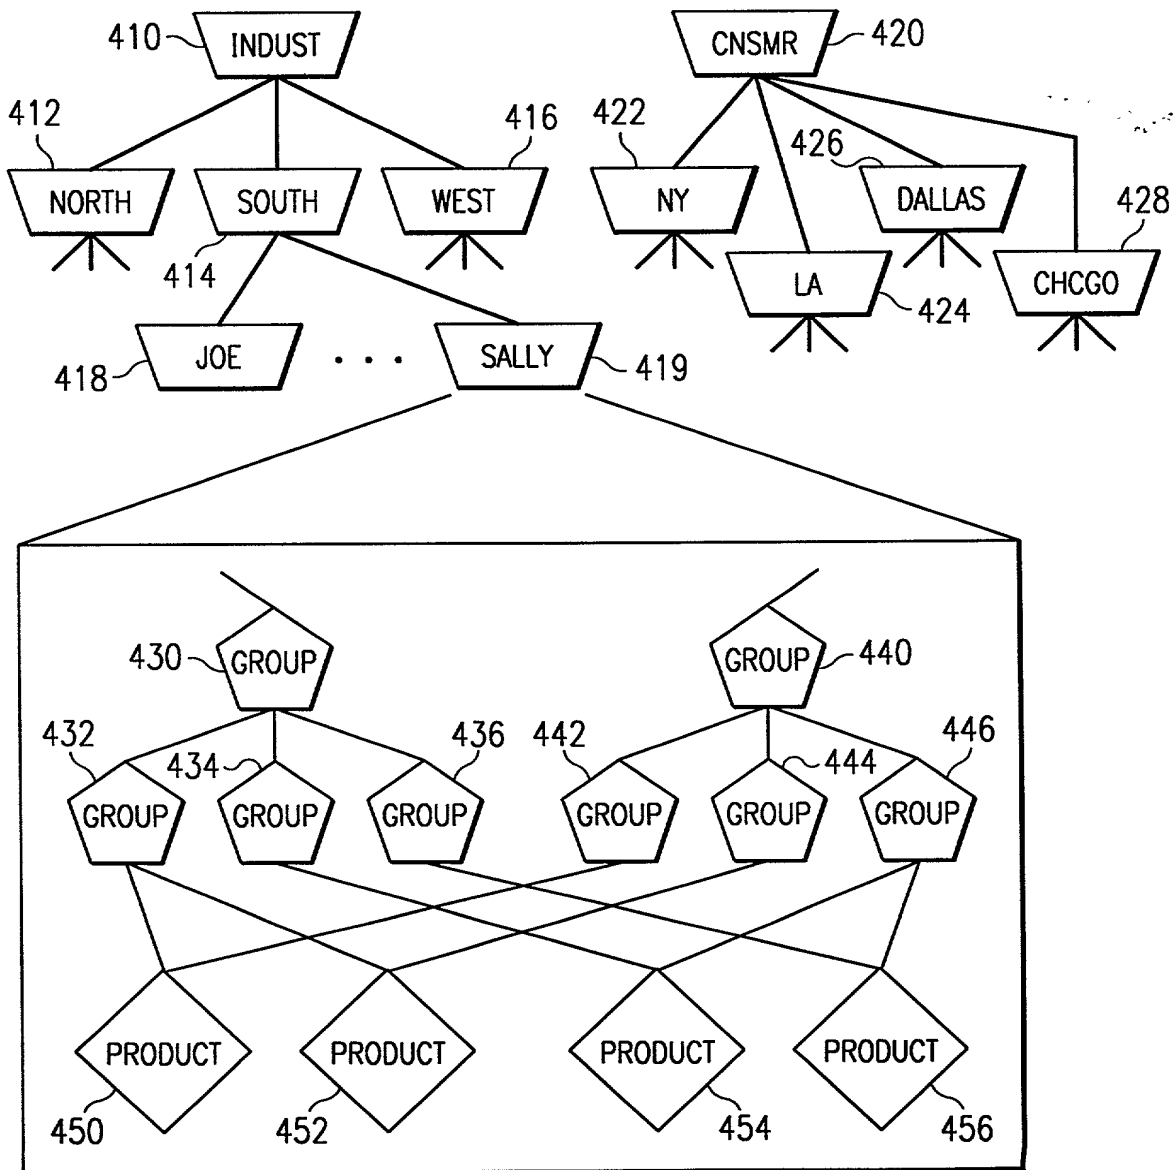 410 INDUST CNSMR 420
412 416 422 426
NORTH SOUTH WEST NY DALLAS 428
414 LA 424 CHCGO
418 JOE . . . SALLY 419
430 GROUP GROUP 440
432 434 436 442 444 446
GROUP GROUP GROUP GROUP GROUP GROUP
PRODUCT PRODUCT PRODUCT PRODUCT
450 452 454 456